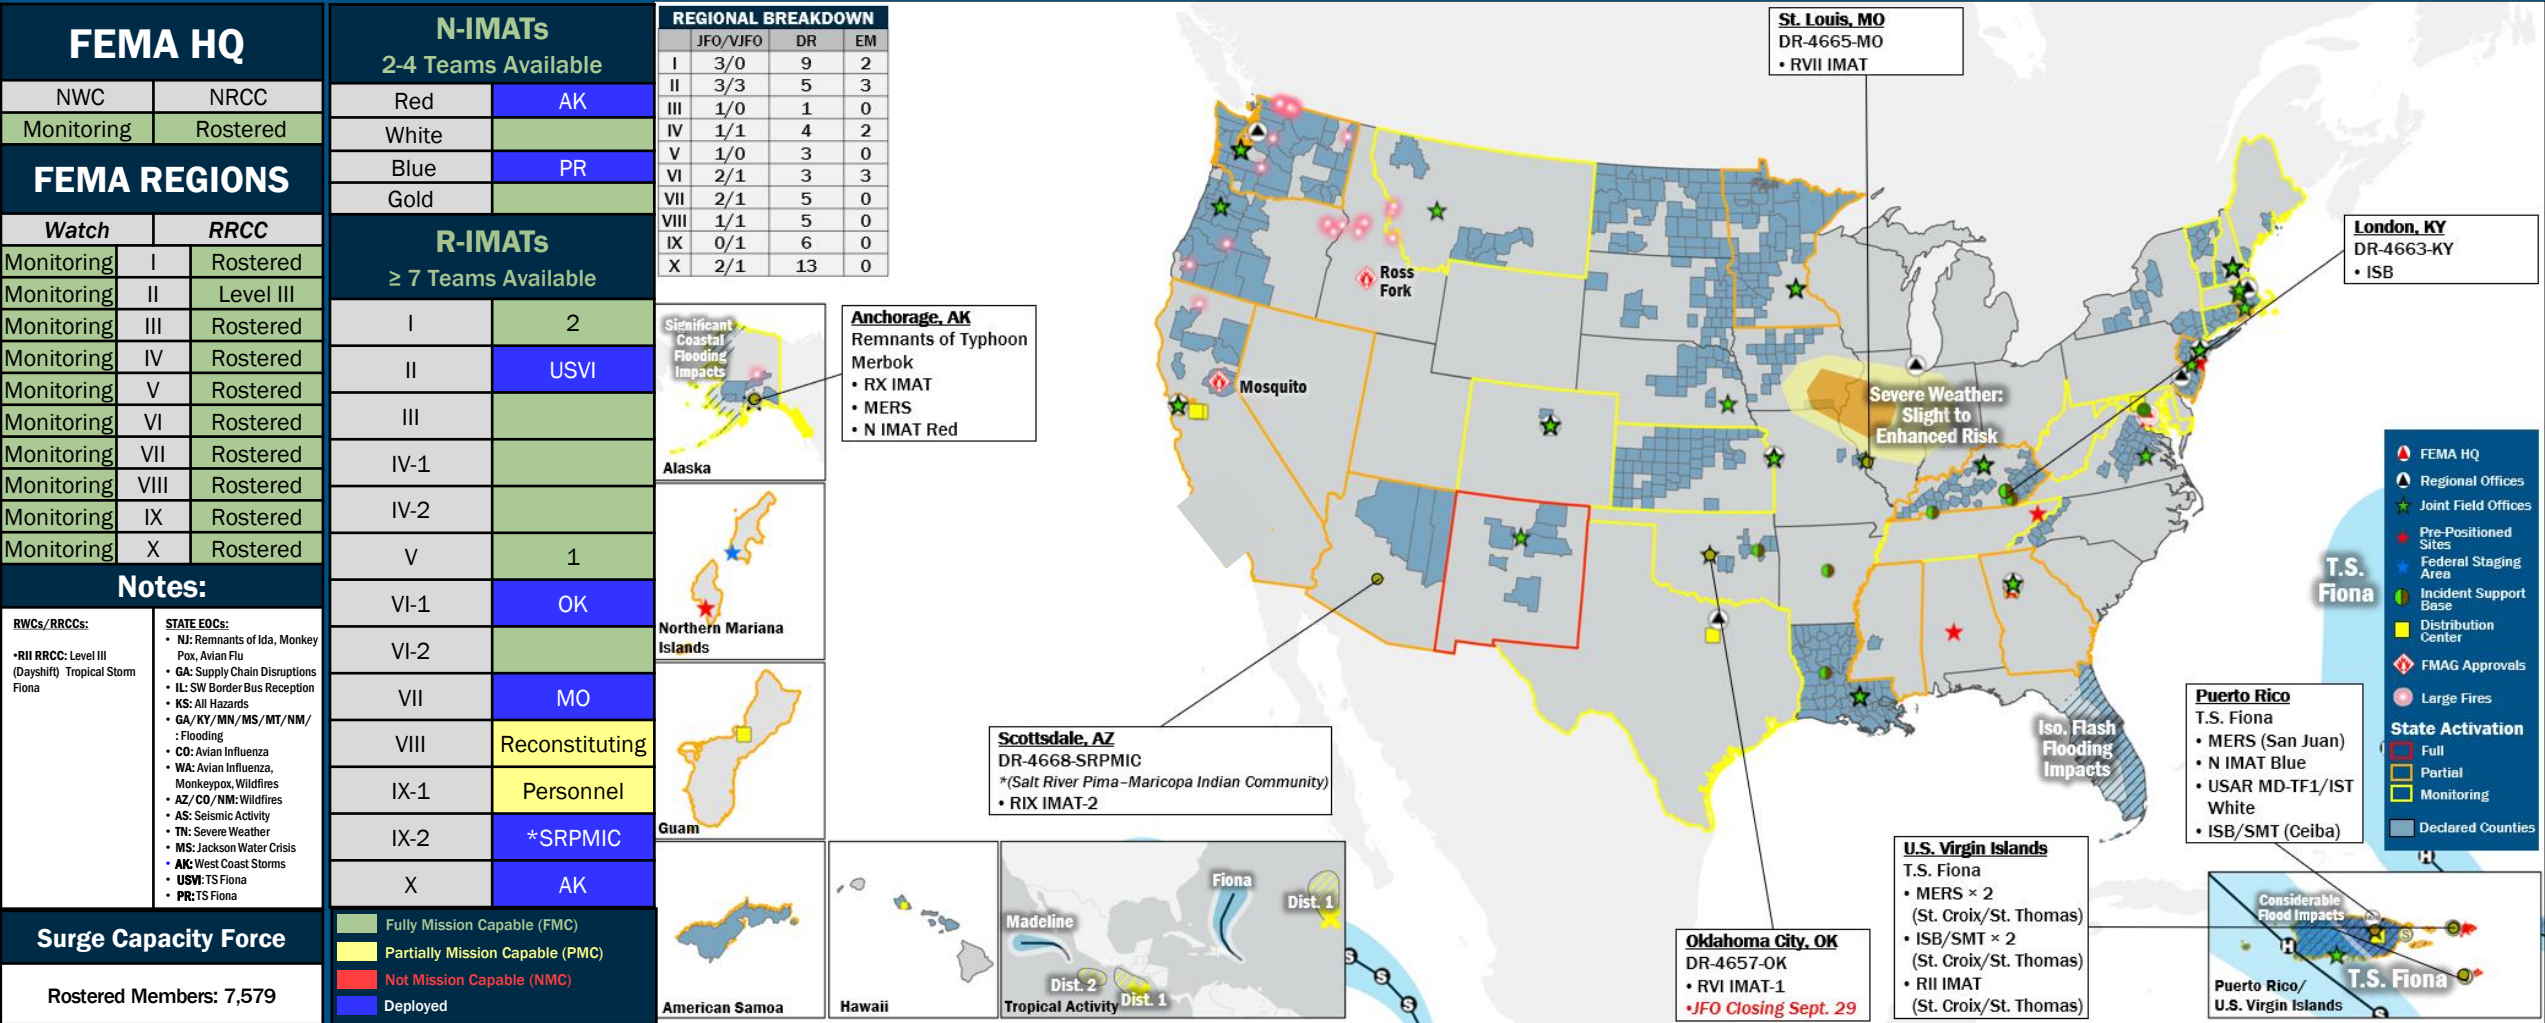 FEMA HQ
NWC NRCC
Monitoring Rostered
FEMA REGIONS
Watch RRCC
Monitoring I Rostered
Monitoring II Level III
Monitoring III Rostered
Monitoring IV Rostered
Monitoring V Rostered
Monitoring VI Rostered
Monitoring VII Rostered
Monitoring VIII Rostered
Monitoring IX Rostered
Monitoring X Rostered
Notes:
RWCs/RRCCs:
•RII RRCC: Level III
(Dayshift) Tropical Storm
Fiona
STATE EOCs:
• NJ: Remnants of Ida, Monkey
Pox, Avian Flu
• GA: Supply Chain Disruptions
• IL: SW Border Bus Reception
• KS: All Hazards
• GA/KY/MN/MS/MT/NM/
: Flooding
• CO: Avian Influenza
• WA: Avian Influenza,
Monkeypox, Wildfires
• AZ/CO/NM: Wildfires
• AS: Seismic Activity
• TN: Severe Weather
• MS: Jackson Water Crisis
• AK: West Coast Storms
• USVI: TS Fiona
• PR: TS Fiona
Surge Capacity Force
Rostered Members: 7,579
N-IMATs
2-4 Teams Available
Red AK
White
Blue PR
Gold
R-IMATs
≥ 7 Teams Available
I 2
II USVI
III
IV-1
IV-2
V 1
VI-1 OK
VI-2
VII MO
VIII Reconstituting
IX-1 Personnel
IX-2 *SRPMIC
X AK
Fully Mission Capable (FMC)
Partially Mission Capable (PMC)
Not Mission Capable (NMC)
Deployed
REGIONAL BREAKDOWN
JFO/VJFO DR EM
I 3/0 9 2
II 3/3 5 3
III 1/0 1 0
IV 1/1 4 2
V 1/0 3 0
VI 2/1 3 3
VII 2/1 5 0
VIII 1/1 5 0
IX 0/1 6 0
X 2/1 13 0
Significant
Coastal
Flooding
Impacts
Alaska
Anchorage, AK
Remnants of Typhoon
Merbok
• RX IMAT
• MERS
• N IMAT Red
Northern Mariana
Islands
Guam
American Samoa
Hawaii
Madeline
Fiona
Dist. 1
Dist. 2
Dist. 1
Tropical Activity
St. Louis, MO
DR-4665-MO
• RVII IMAT
London, KY
DR-4663-KY
• ISB
Ross
Fork
Mosquito
Severe Weather:
Slight to
Enhanced Risk
Scottsdale, AZ
DR-4668-SRPMIC
*(Salt River Pima–Maricopa Indian Community)
• RIX IMAT-2
Oklahoma City, OK
DR-4657-OK
• RVI IMAT-1
•JFO Closing Sept. 29
U.S. Virgin Islands
T.S. Fiona
• MERS × 2
(St. Croix/St. Thomas)
• ISB/SMT × 2
(St. Croix/St. Thomas)
• RII IMAT
(St. Croix/St. Thomas)
Iso. Flash
Flooding
Impacts
Puerto Rico
T.S. Fiona
• MERS (San Juan)
• N IMAT Blue
• USAR MD-TF1/IST
White
• ISB/SMT (Ceiba)
T.S.
Fiona
FEMA HQ
Regional Offices
Joint Field Offices
Pre-Positioned
Sites
Federal Staging
Area
Incident Support
Base
Distribution
Center
FMAG Approvals
Large Fires
State Activation
Full
Partial
Monitoring
Declared Counties
H
S
S
S
Considerable
Flood Impacts
H
S
T.S. Fiona
Puerto Rico/
U.S. Virgin Islands
S